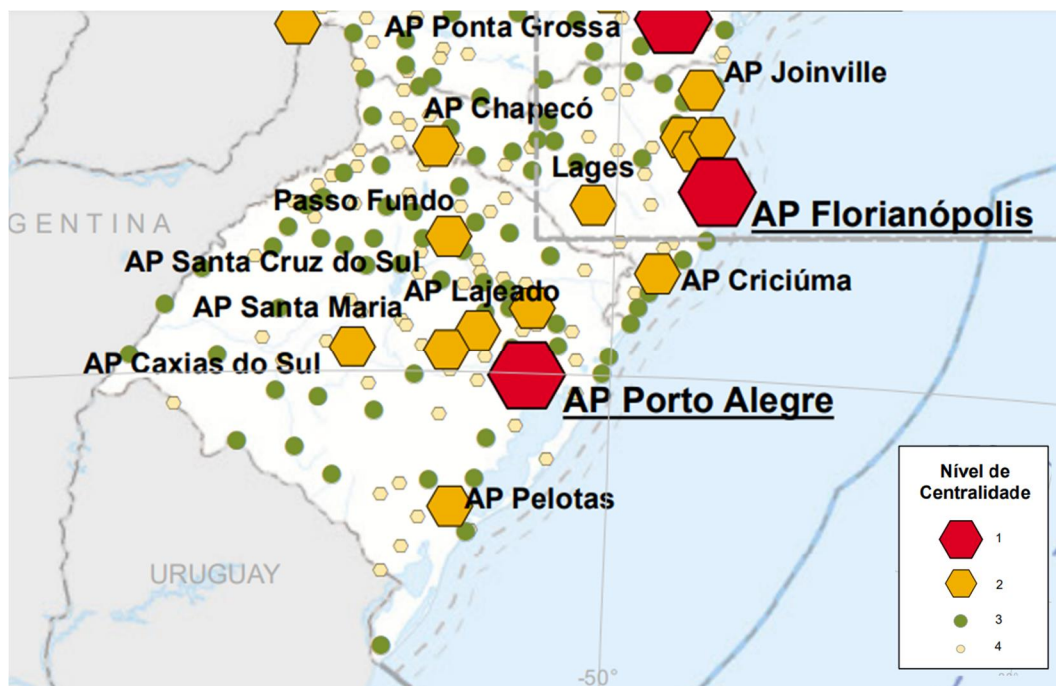 AP Ponta Grossa
AP Joinville
AP Chapecó
Lages
Passo Fundo
AP Florianópolis
GENTINA
AP Santa Cruz do Sul
AP Criciúma
AP Lajeado
AP Santa Maria
AP Caxias do Sul
AP Porto Alegre
Nível de
Centralidade
1
2
3
4
AP Pelotas
URUGUAY
-50°